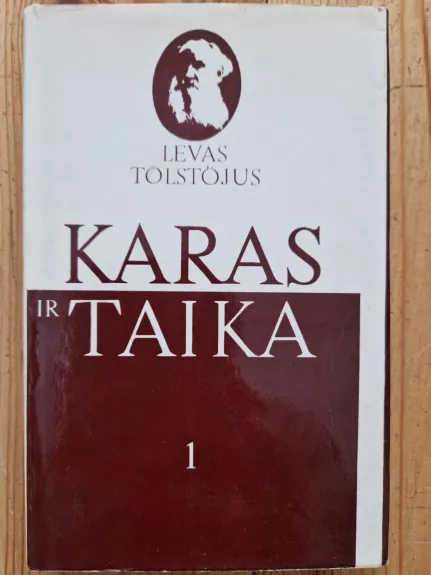 LEVAS
TOLSTOJUS
KARAS
IR TAIKA
1